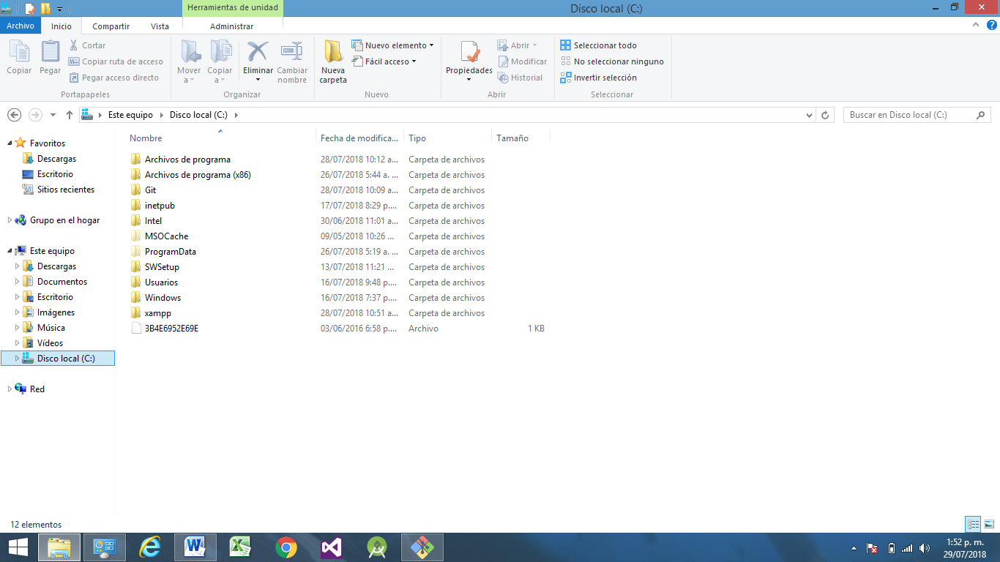 Herramientas de unidad
Disco local (C:)
Archivo Inicio Compartir Vista Administrar
Copiar
Pegar
Cortar
Copiar ruta de acceso
Pegar acceso directo
Portapapeles
Mover a
Copiar a
Eliminar
Cambiar nombre
Organizar
Nueva carpeta
Nuevo elemento
Fácil acceso
Nuevo
Propiedades
Abrir
Modificar
Historial
Abrir
Seleccionar todo
No seleccionar ninguno
Invertir selección
Seleccionar
Este equipo Disco local (C:)
Buscar en Disco local (C:)
Favoritos
Descargas
Escritorio
Sitios recientes
Grupo en el hogar
Este equipo
Descargas
Documentos
Escritorio
Imágenes
Música
Vídeos
Disco local (C:)
Red
Nombre Fecha de modifica... Tipo Tamaño
Archivos de programa 28/07/2018 10:12 a... Carpeta de archivos
Archivos de programa (x86) 26/07/2018 5:44 a. ... Carpeta de archivos
Git 28/07/2018 10:09 a... Carpeta de archivos
inetpub 17/07/2018 8:29 p.... Carpeta de archivos
Intel 30/06/2018 11:01 a... Carpeta de archivos
MSOCache 09/05/2018 10:26 ... Carpeta de archivos
ProgramData 26/07/2018 5:19 a. ... Carpeta de archivos
SWSetup 13/07/2018 11:21 ... Carpeta de archivos
Usuarios 16/07/2018 9:48 p.... Carpeta de archivos
Windows 16/07/2018 7:37 p.... Carpeta de archivos
xampp 28/07/2018 10:51 a... Carpeta de archivos
3B4E6952E69E 03/06/2016 6:58 p.... Archivo 1 KB
12 elementos
1:52 p. m.
29/07/2018